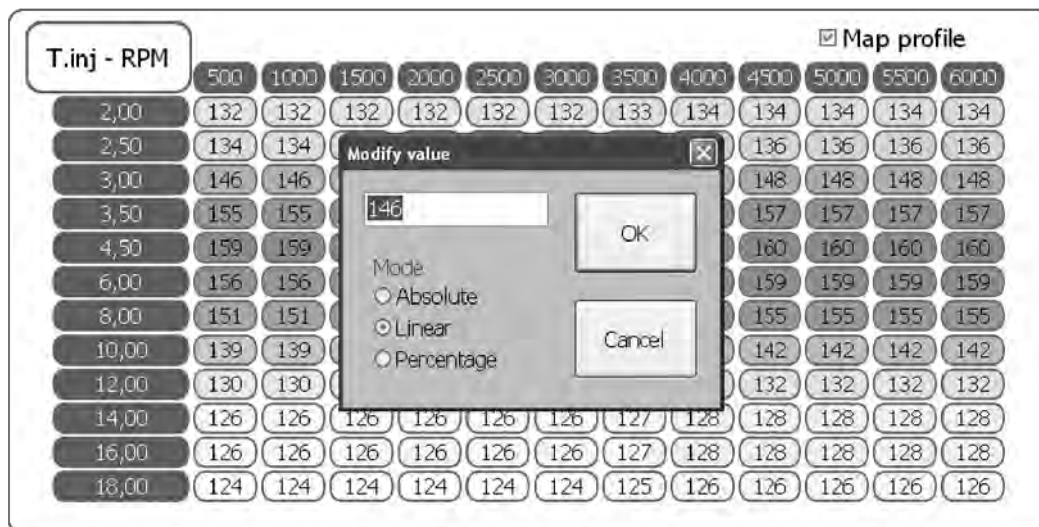 T.inj - RPM
Map profile
500 1000 1500 2000 2500 3000 3500 4000 4500 5000 5500 6000
2,00 132 132 132 132 132 132 133 134 134 134 134 134
2,50 134 134 136 136 136 136
3,00 146 146 148 148 148 148
3,50 155 155 157 157 157 157
4,50 159 159 160 160 160 160
6,00 156 156 159 159 159 159
8,00 151 151 155 155 155 155
10,00 139 139 142 142 142 142
12,00 130 130 132 132 132 132
14,00 126 126 126 126 126 126 127 128 128 128 128 128
16,00 126 126 126 126 126 126 127 128 128 128 128 128
18,00 124 124 124 124 124 124 125 126 126 126 126 126
Modify value
146
Mode
Absolute
Linear
Percentage
OK
Cancel